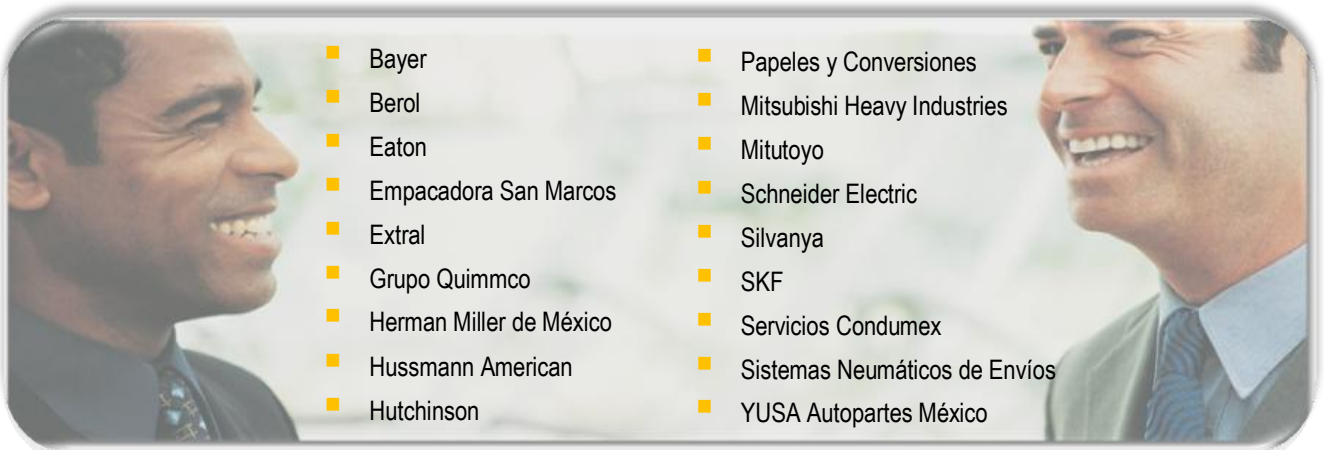 Bayer
Berol
Eaton
Empacadora San Marcos
Extral
Grupo Quimmco
Herman Miller de México
Hussmann American
Hutchinson
Papeles y Conversiones
Mitsubishi Heavy Industries
Mitutoyo
Schneider Electric
Silvanya
SKF
Servicios Condumex
Sistemas Neumáticos de Envíos
YUSA Autopartes México